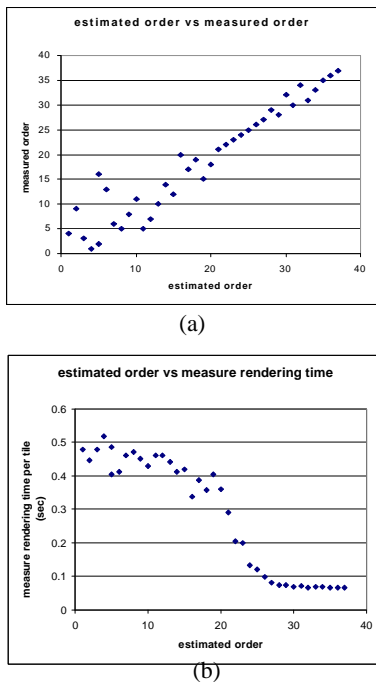 estimated order vs measured order
40
35
30
25
20
15
10
5
0
0 10 20 30 40
measured order
estimated order
(a)
estimated order vs measure rendering time
0.6
0.5
0.4
0.3
0.2
0.1
0
0 10 20 30 40
measure rendering time per tile
(sec)
estimated order
(b)